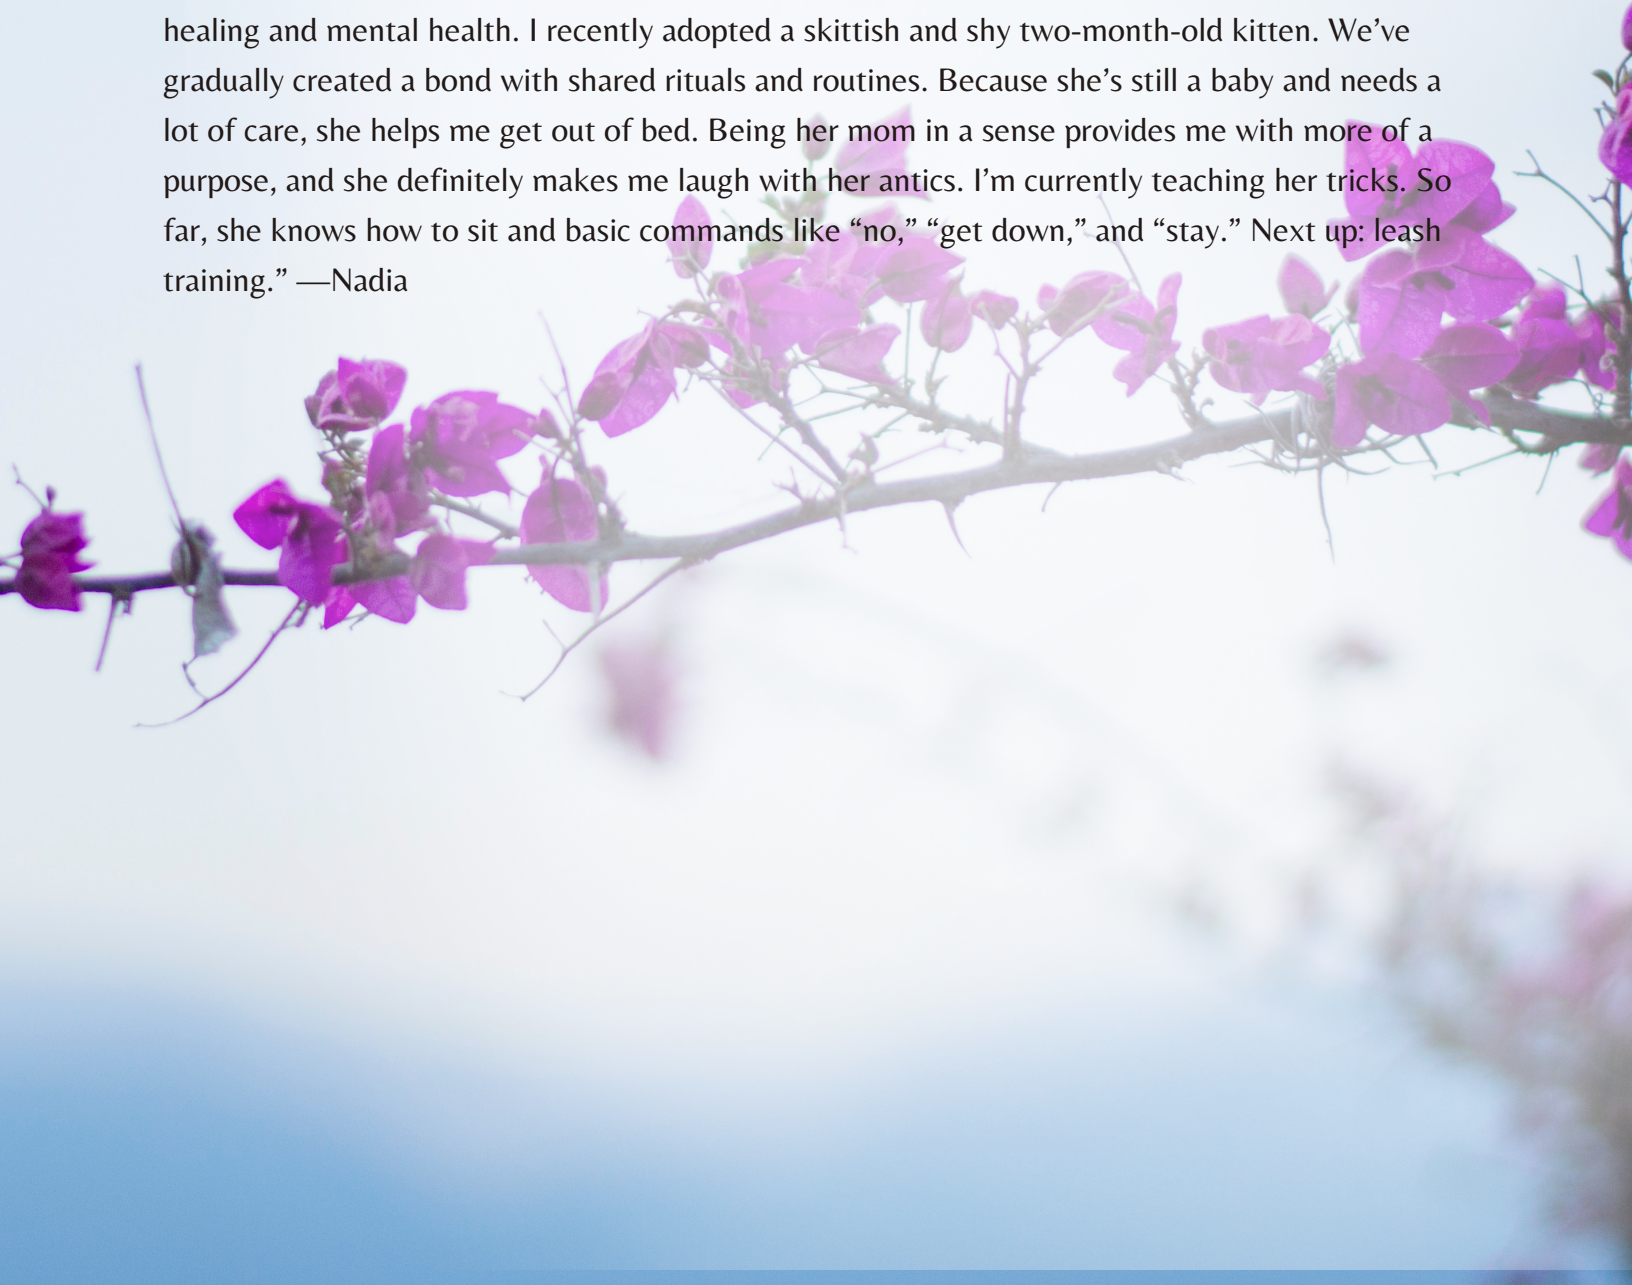 healing and mental health. I recently adopted a skittish and shy two-month-old kitten. We’ve
gradually created a bond with shared rituals and routines. Because she’s still a baby and needs a
lot of care, she helps me get out of bed. Being her mom in a sense provides me with more of a
purpose, and she definitely makes me laugh with her antics. I’m currently teaching her tricks. So
far, she knows how to sit and basic commands like “no,” “get down,” and “stay.” Next up: leash
training.” —Nadia